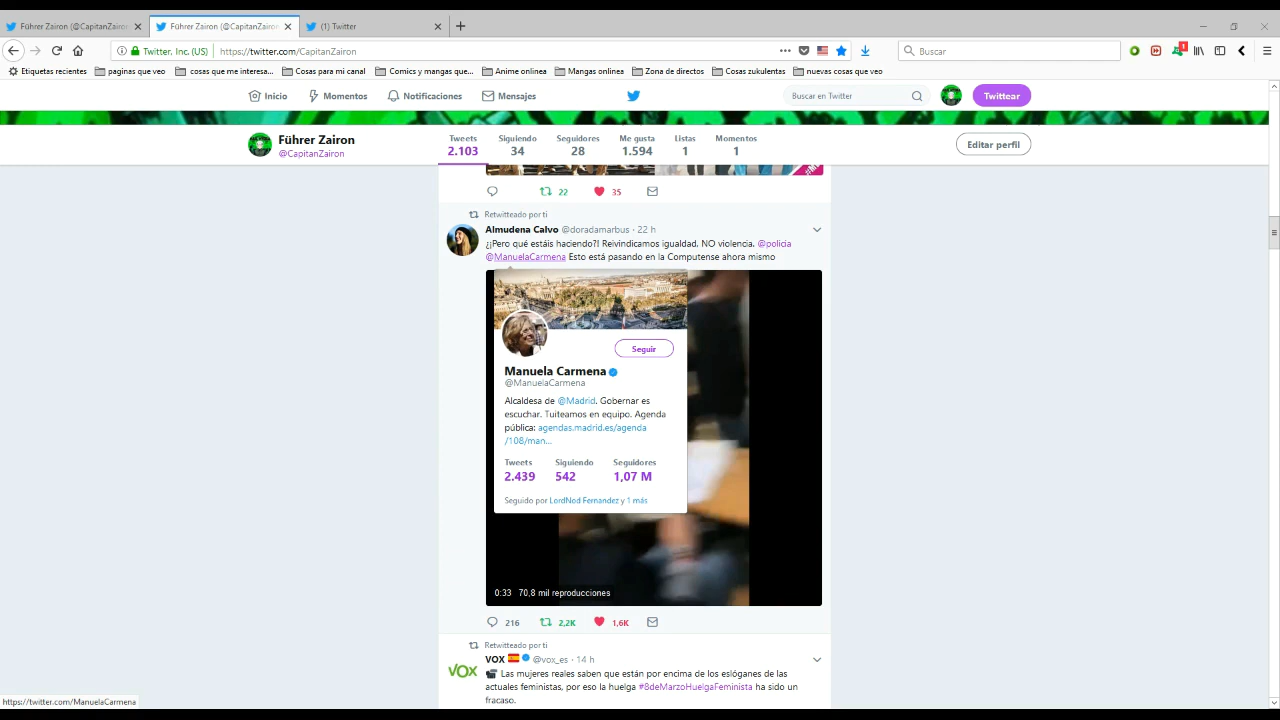 Führer Zairon (@CapitanZairon
Führer Zairon (@CapitanZairon
(1) Twitter
Twitter, Inc. (US)
https://twitter.com/CapitanZairon
Buscar
1
Etiquetas recientes
paginas que veo
cosas que me interesa...
Cosas para mi canal
Comics y mangas que...
Anime onlinea
Mangas onlinea
Zona de directos
Cosas zukulentas
nuevas cosas que veo
Inicio
Momentos
Notificaciones
Mensajes
Buscar en Twitter
Twittear
Führer Zairon
@CapitanZairon
Tweets
2.103
Siguiendo
34
Seguidores
28
Me gusta
1.594
Listas
1
Momentos
1
Editar perfil
22
35
Retwitteado por ti
Almudena Calvo @doradamarbus · 22 h
¿¡Pero qué estáis haciendo?! Reivindicamos igualdad, NO violencia. @policia
@ManuelaCarmena Esto está pasando en la Computense ahora mismo
Seguir
Manuela Carmena
@ManuelaCarmena
Alcaldesa de @Madrid. Gobernar es
escuchar. Tuiteamos en equipo. Agenda
pública: agendas.madrid.es/agenda
/108/man...
Tweets
2.439
Siguiendo
542
Seguidores
1,07 M
Seguido por LordNod Fernandez y 1 más
0:33 70,8 mil reproducciones
216
2,2K
1,6K
Retwitteado por ti
VOX
VOX @vox_es · 14 h
Las mujeres reales saben que están por encima de los eslóganes de las
actuales feministas, por eso la huelga #8deMarzoHuelgaFeminista ha sido un
fracaso.
https://twitter.com/ManuelaCarmena